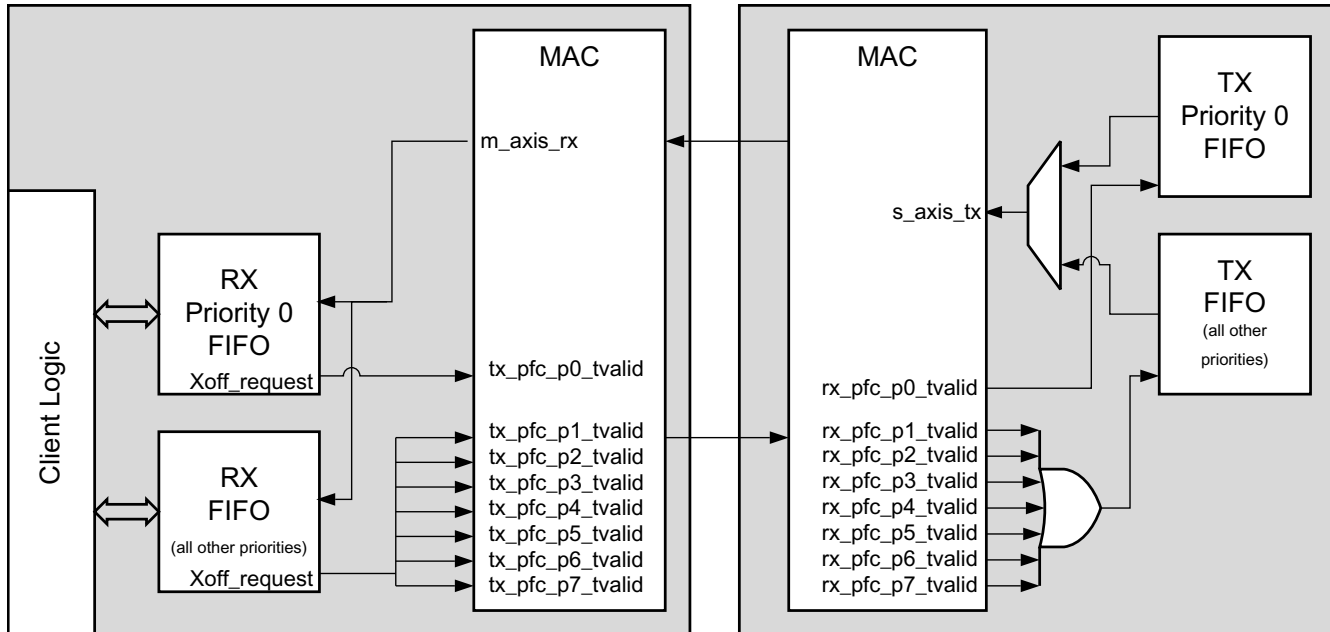 Client Logic
RX
Priority 0
FIFO
Xoff_request
RX
FIFO
(all other priorities)
Xoff_request
MAC
m_axis_rx
tx_pfc_p0_tvalid
tx_pfc_p1_tvalid
tx_pfc_p2_tvalid
tx_pfc_p3_tvalid
tx_pfc_p4_tvalid
tx_pfc_p5_tvalid
tx_pfc_p6_tvalid
tx_pfc_p7_tvalid
MAC
s_axis_tx
rx_pfc_p0_tvalid
rx_pfc_p1_tvalid
rx_pfc_p2_tvalid
rx_pfc_p3_tvalid
rx_pfc_p4_tvalid
rx_pfc_p5_tvalid
rx_pfc_p6_tvalid
rx_pfc_p7_tvalid
TX
Priority 0
FIFO
TX
FIFO
(all other
priorities)